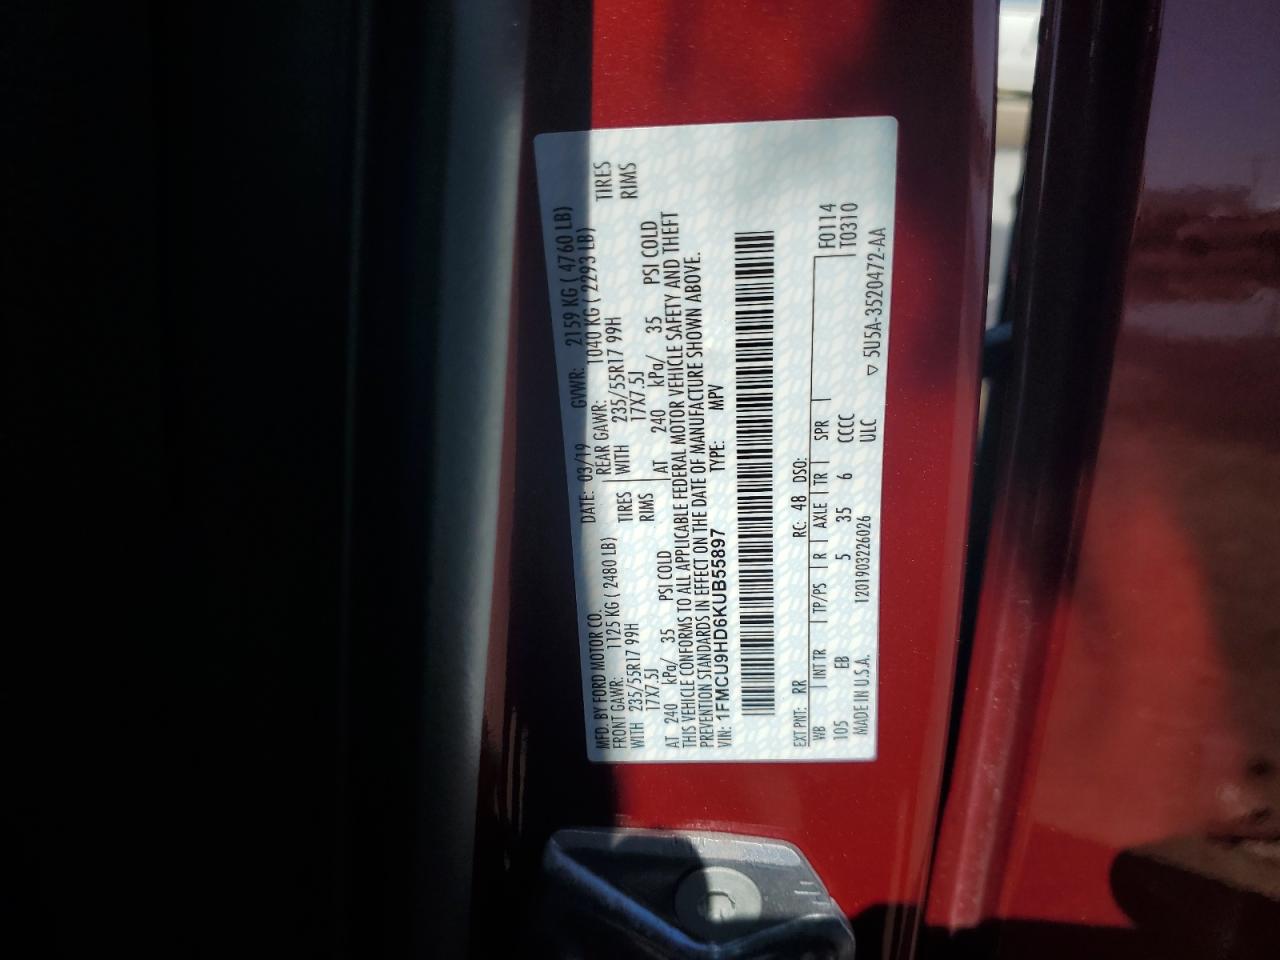 MFD. BY FORD MOTOR CO. DATE: 03/19 GVWR: 2159 KG ( 4760 LB)
FRONT GAWR: 1125 KG ( 2480 LB) REAR GAWR: 1040 KG ( 2293 LB)
WITH 235/55R17 99H TIRES WITH 235/55R17 99H TIRES
17X7.5J RIMS 17X7.5J RIMS
AT 240 kPa/ 35 PSI COLD AT 240 kPa/ 35 PSI COLD
THIS VEHICLE CONFORMS TO ALL APPLICABLE FEDERAL MOTOR VEHICLE SAFETY AND THEFT
PREVENTION STANDARDS IN EFFECT ON THE DATE OF MANUFACTURE SHOWN ABOVE.
VIN: 1FMCU9HD6KUB55897 TYPE: MPV
EXT PNT: RR RC: 48 DSO: F0114
WB INT TR TP/PS R AXLE TR SPR T0310
105 EB 5 35 6 CCCC
MADE IN U.S.A. 1201903226026 ULC ▽ 5U5A-3520472-AA